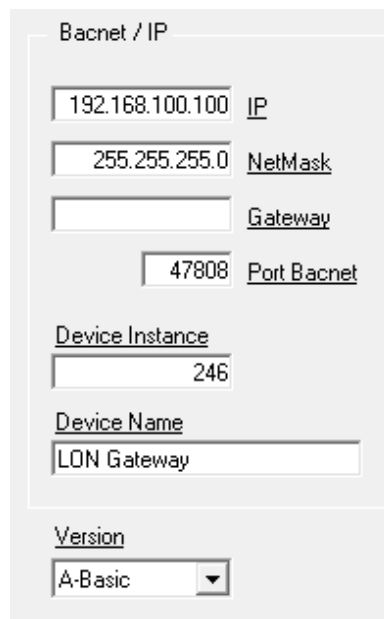 Bacnet / IP
192.168.100.100 IP
255.255.255.0 NetMask
Gateway
47808 Port Bacnet
Device Instance
246
Device Name
LON Gateway
Version
A-Basic